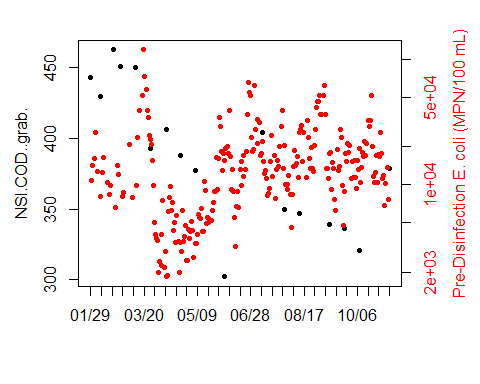 NSI.COD..grab.
450
400
350
300
01/29
03/20
05/09
06/28
08/17
10/06
5e+04
1e+04
2e+03
Pre-Disinfection E. coli (MPN/100 mL)